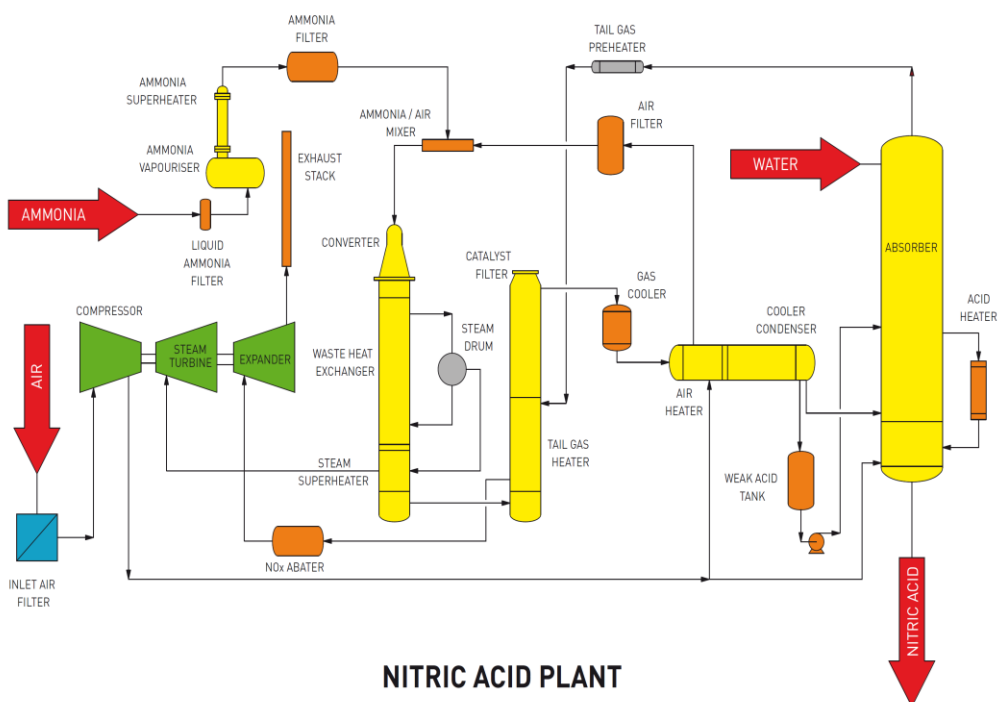 AMMONIA
FILTER
TAIL GAS
PREHEATER
AMMONIA
SUPERHEATER
AMMONIA / AIR
MIXER
AIR
FILTER
AMMONIA
VAPOURISER
EXHAUST
STACK
WATER
AMMONIA
LIQUID
AMMONIA
FILTER
CONVERTER
CATALYST
FILTER
GAS
COOLER
ABSORBER
COMPRESSOR
STEAM
TURBINE
EXPANDER
WASTE HEAT
EXCHANGER
STEAM
DRUM
COOLER
CONDENSER
ACID
HEATER
AIR
AIR
HEATER
STEAM
SUPERHEATER
TAIL GAS
HEATER
WEAK ACID
TANK
NOx ABATER
INLET AIR
FILTER
NITRIC ACID
NITRIC ACID PLANT